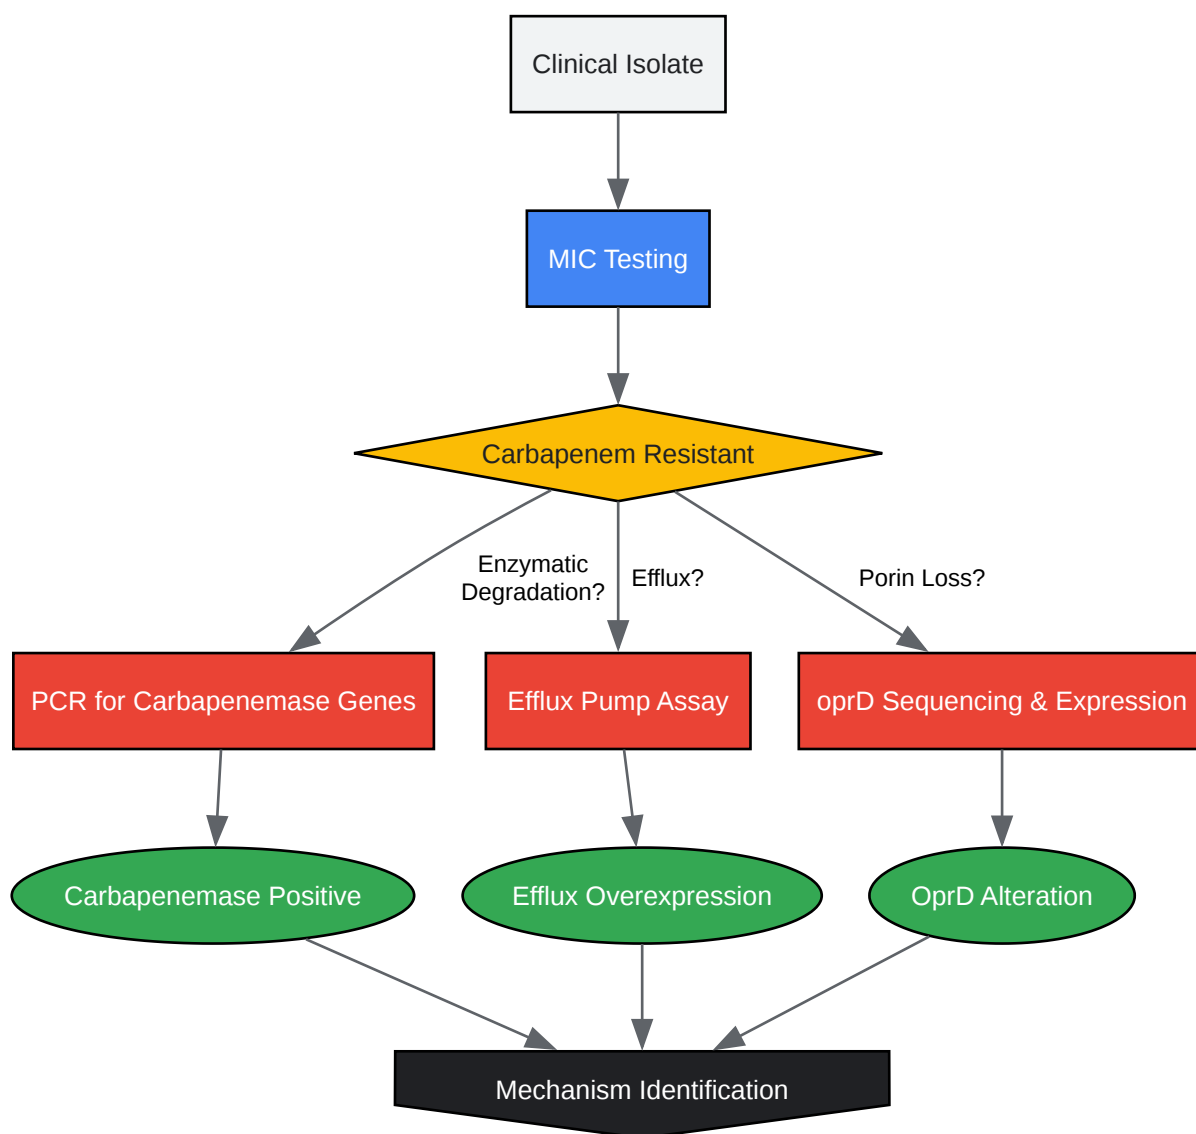 Clinical Isolate
MIC Testing
Carbapenem Resistant
Enzymatic
Degradation?
Efflux?
Porin Loss?
PCR for Carbapenemase Genes
Efflux Pump Assay
oprD Sequencing & Expression
Carbapenemase Positive
Efflux Overexpression
OprD Alteration
Mechanism Identification